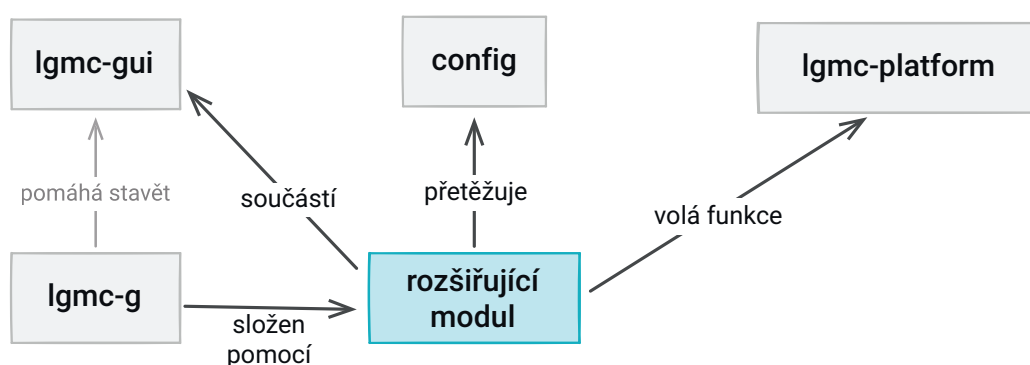 lgmc-gui
config
lgmc-platform
pomáhá stavět
součástí
přetěžuje
volá funkce
lgmc-g
rozšiřující
modul
složen
pomocí